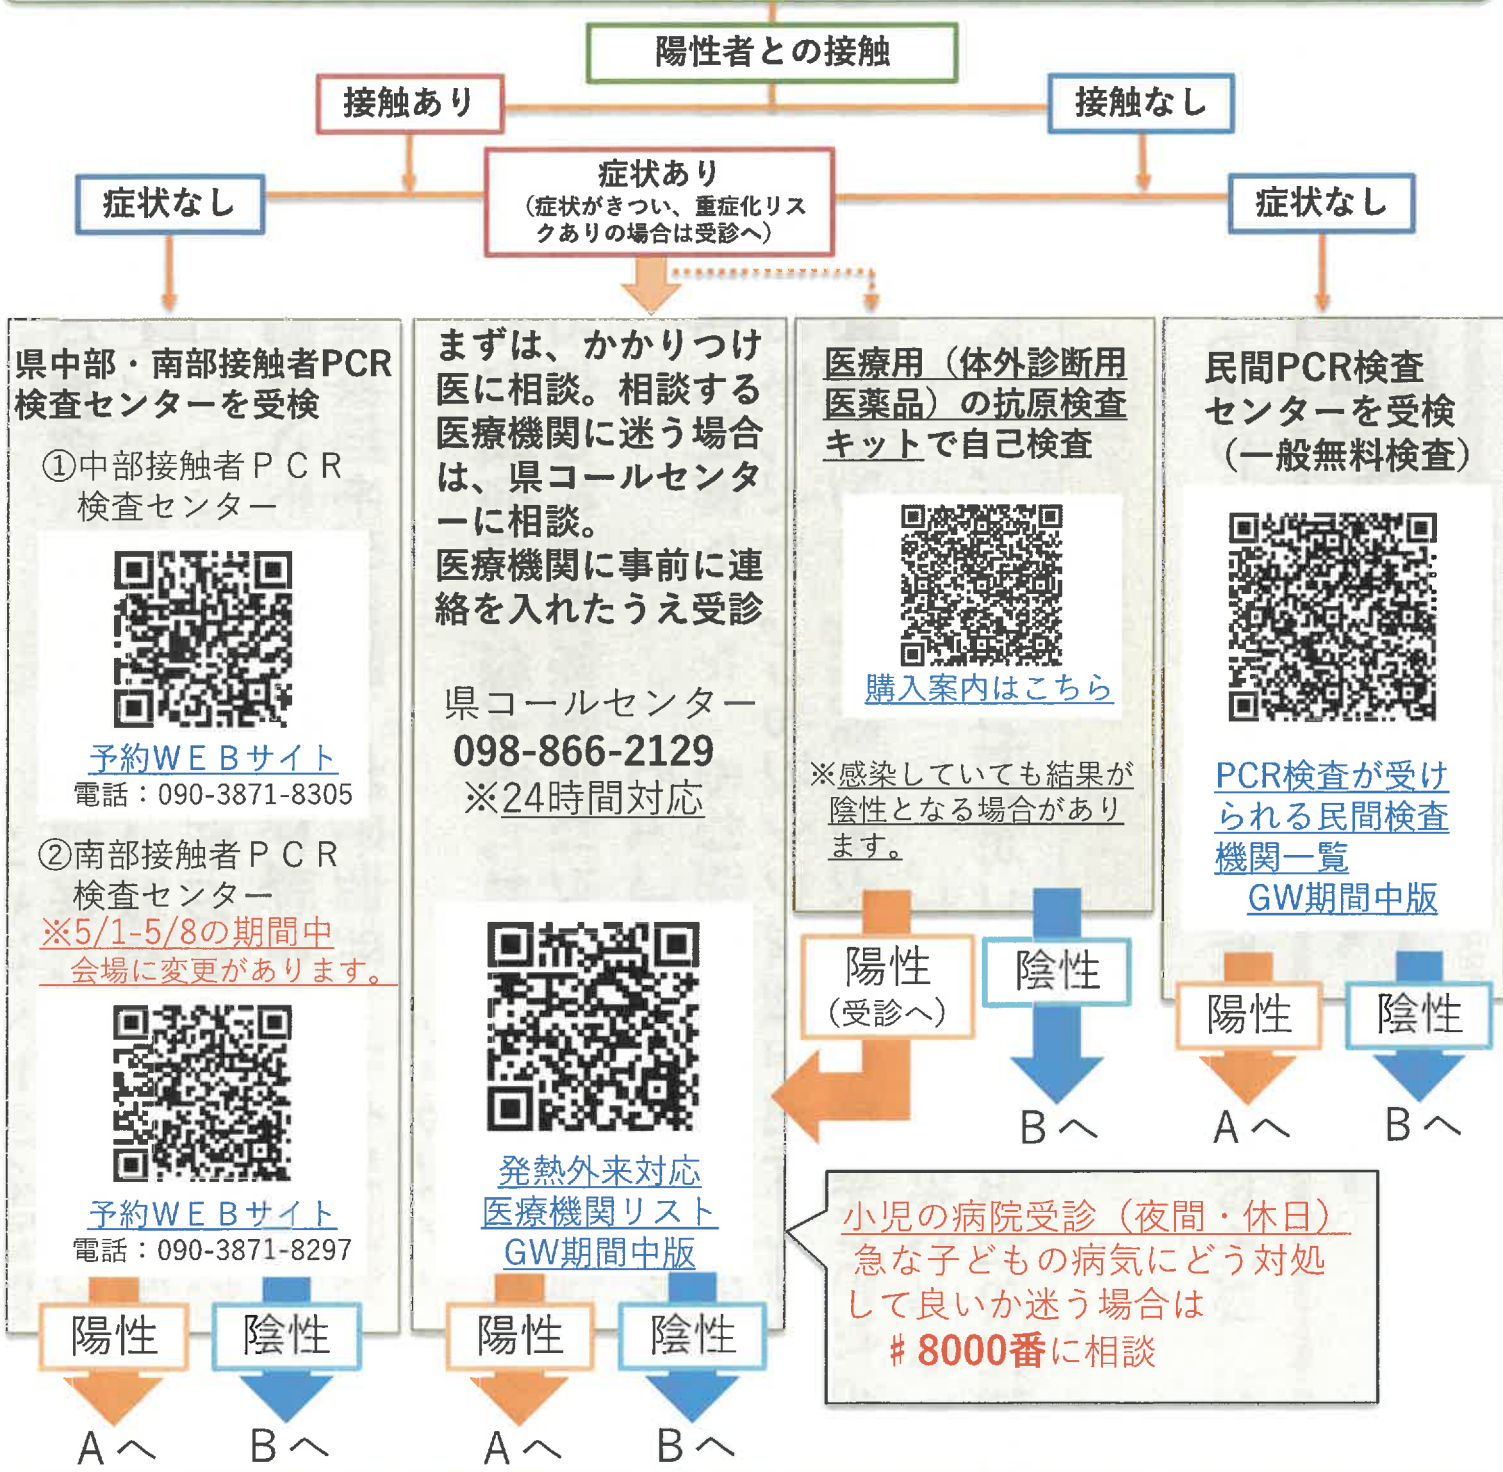 陽性者との接触
接触あり
接触なし
症状なし
症状あり
（症状がきつい、重症化リス
クありの場合は受診へ）
症状なし
県中部・南部接触者PCR
検査センターを受検
①中部接触者ＰＣＲ
検査センター
予約ＷＥＢサイト
電話：090-3871-8305
②南部接触者ＰＣＲ
検査センター
※5/1-5/8の期間中
会場に変更があります。
予約ＷＥＢサイト
電話：090-3871-8297
陽性
陰性
Aへ
Bへ
まずは、かかりつけ
医に相談。相談する
医療機関に迷う場合
は、県コールセンタ
ーに相談。
医療機関に事前に連
絡を入れたうえ受診
県コールセンター
098-866-2129
※24時間対応
発熱外来対応
医療機関リスト
GW期間中版
陽性
陰性
Aへ
Bへ
医療用（体外診断用
医薬品）の抗原検査
キットで自己検査
購入案内はこちら
※感染していても結果が
陰性となる場合があり
ます。
陽性
（受診へ）
陰性
Bへ
民間PCR検査
センターを受検
（一般無料検査）
PCR検査が受け
られる民間検査
機関一覧
GW期間中版
陽性
陰性
Aへ
Bへ
小児の病院受診（夜間・休日）
急な子どもの病気にどう対処
して良いか迷う場合は
♯8000番に相談